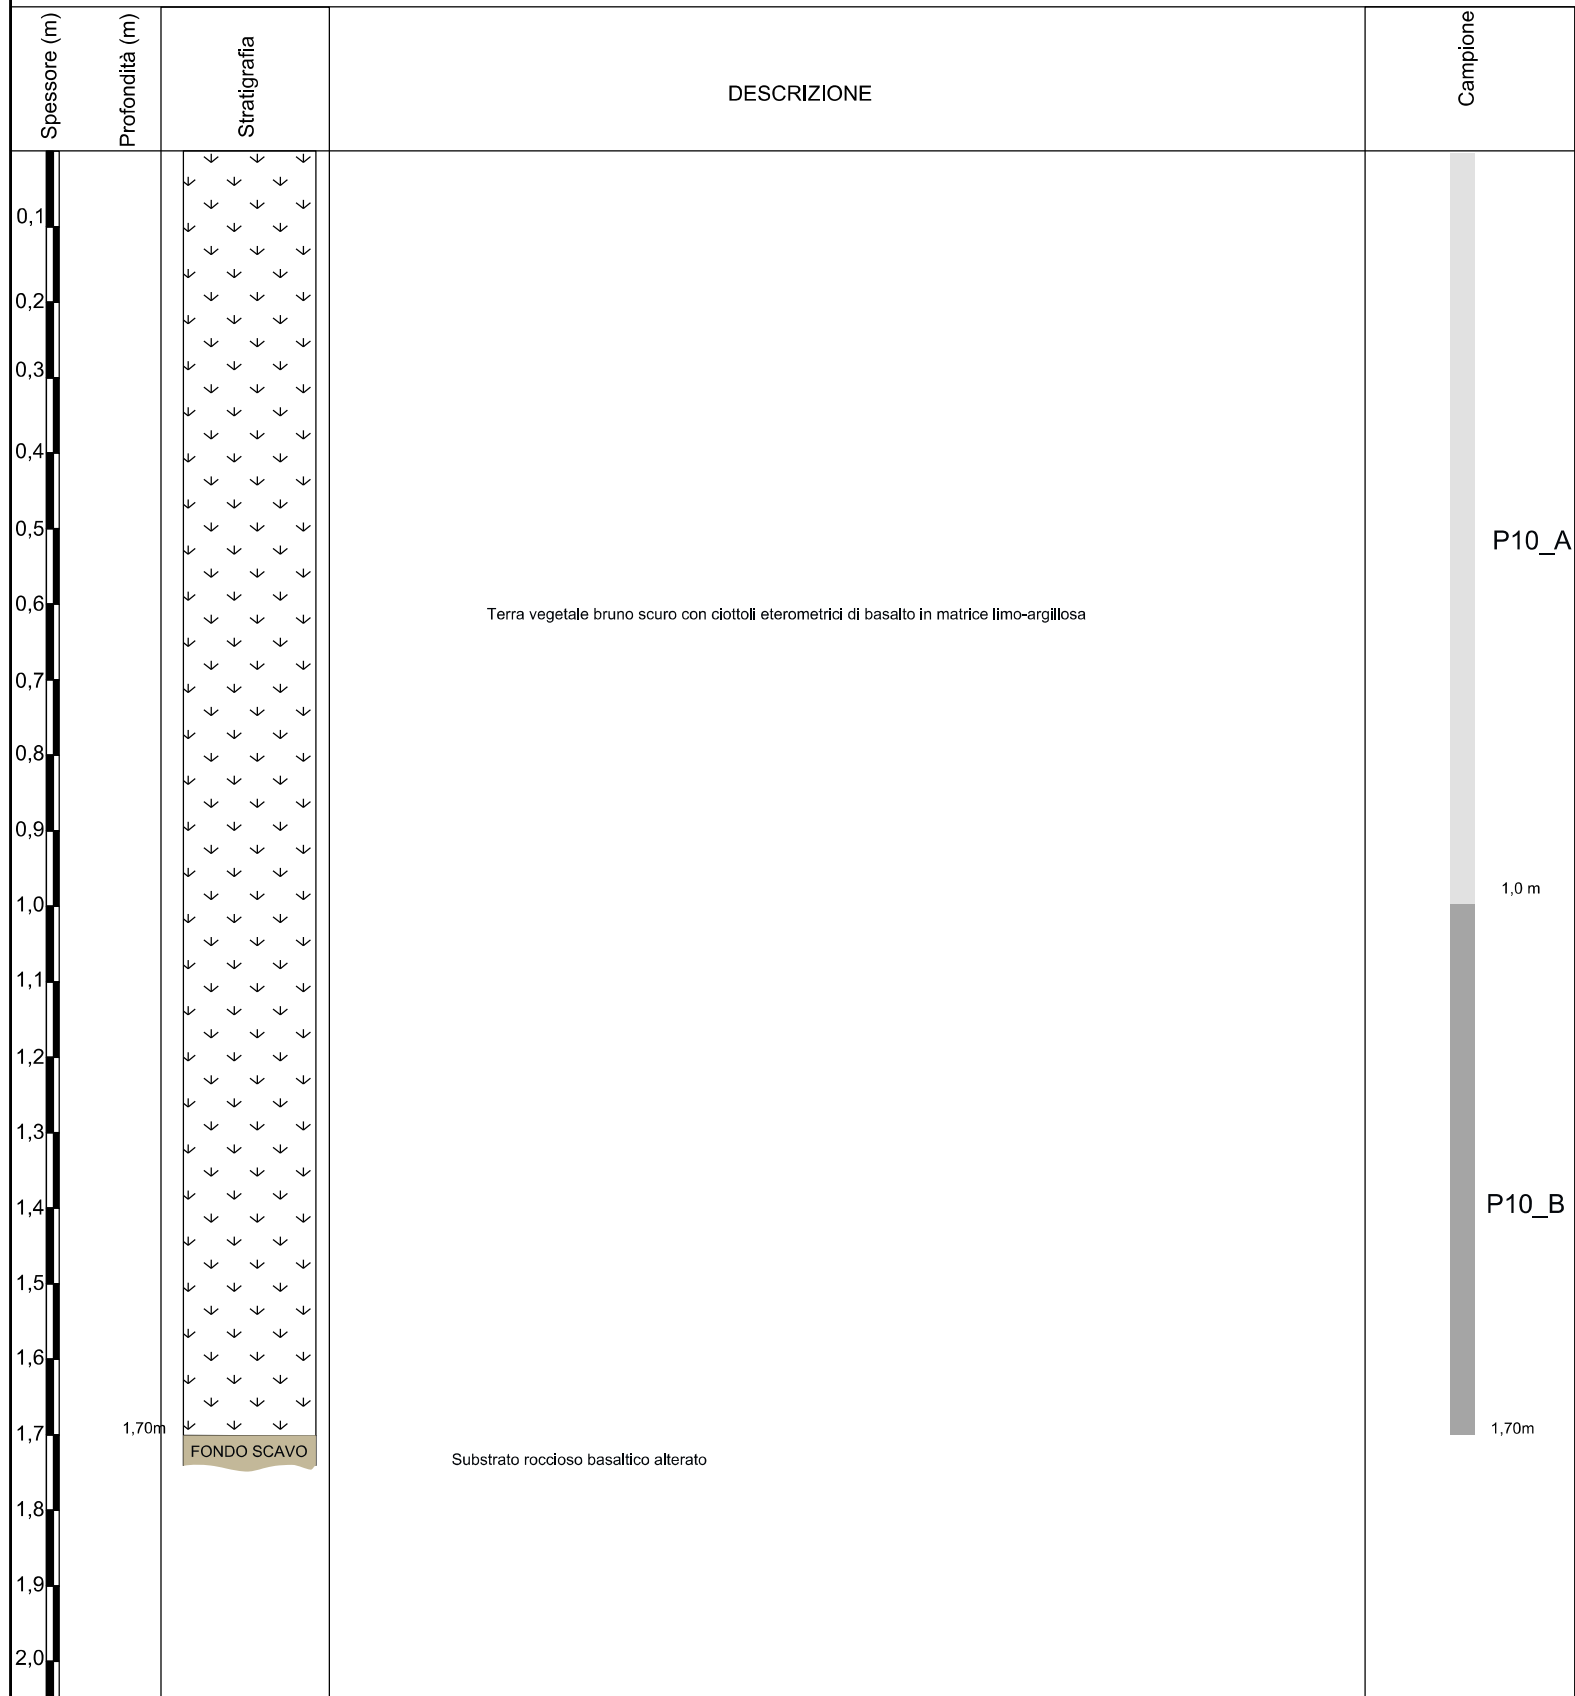 Spessore (m)
Profondità (m)
Stratigrafia
DESCRIZIONE
Campione
0,1
0,2
0,3
0,4
0,5
P10_A
0,6
Terra vegetale bruno scuro con ciottoli eterometrici di basalto in matrice limo-argillosa
0,7
0,8
0,9
1,0 m
1,0
1,1
1,2
1,3
1,4
P10_B
1,5
1,6
1,7
1,70m
1,70m
FONDO SCAVO
Substrato roccioso basaltico alterato
1,8
1,9
2,0